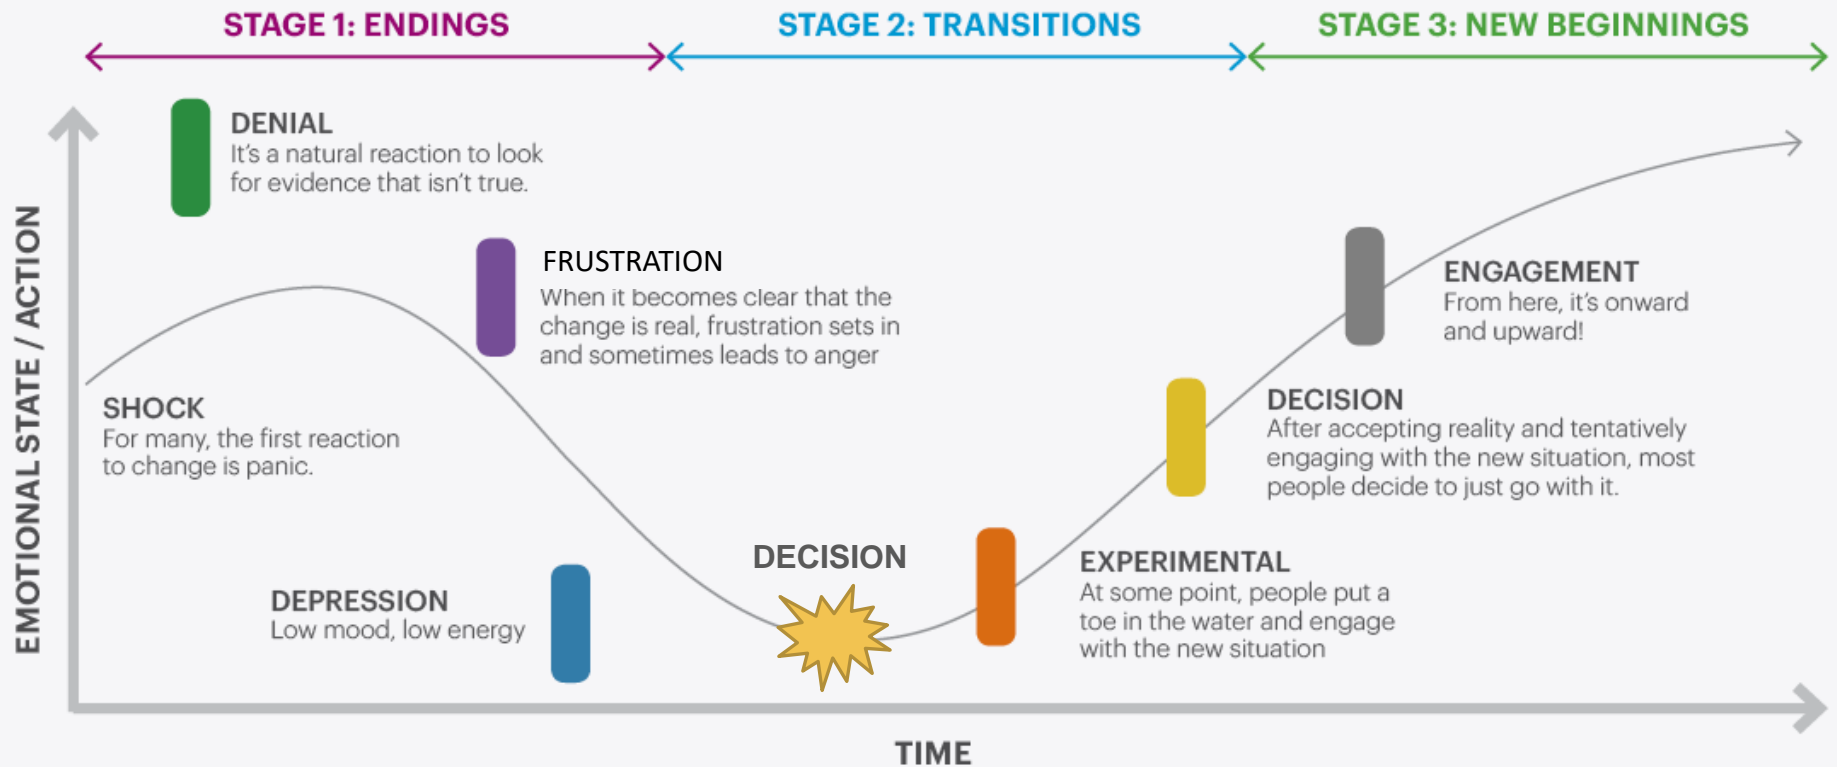 STAGE 1: ENDINGS
STAGE 2: TRANSITIONS
STAGE 3: NEW BEGINNINGS
EMOTIONAL STATE / ACTION
DENIAL
It's a natural reaction to look
for evidence that isn't true.
FRUSTRATION
When it becomes clear that the
change is real, frustration sets in
and sometimes leads to anger
SHOCK
For many, the first reaction
to change is panic.
DEPRESSION
Low mood, low energy
DECISION
EXPERIMENTAL
At some point, people put a
toe in the water and engage
with the new situation
DECISION
After accepting reality and tentatively
engaging with the new situation, most
people decide to just go with it.
ENGAGEMENT
From here, it's onward
and upward!
TIME